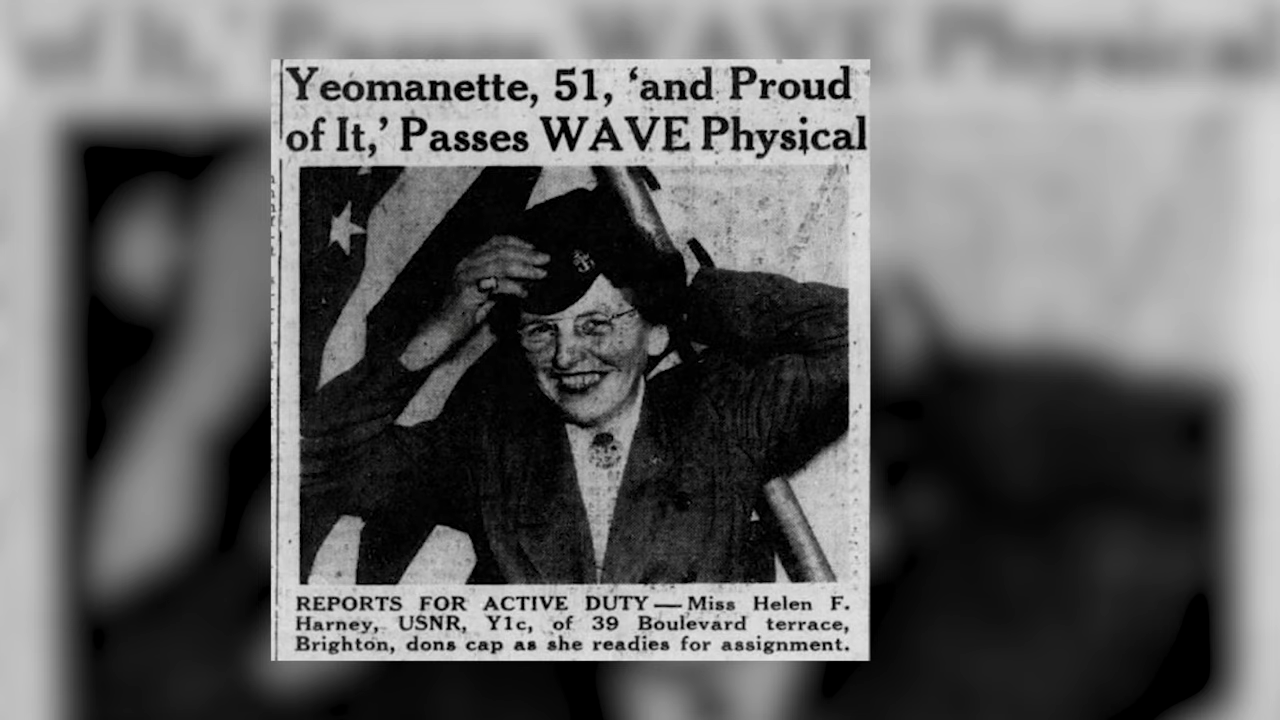 Yeomanette, 51, ‘and Proud
of It,’ Passes WAVE Physical
REPORTS FOR ACTIVE DUTY — Miss Helen F.
Harney, USNR, Y1c, of 39 Boulevard terrace,
Brighton, dons cap as she readies for assignment.